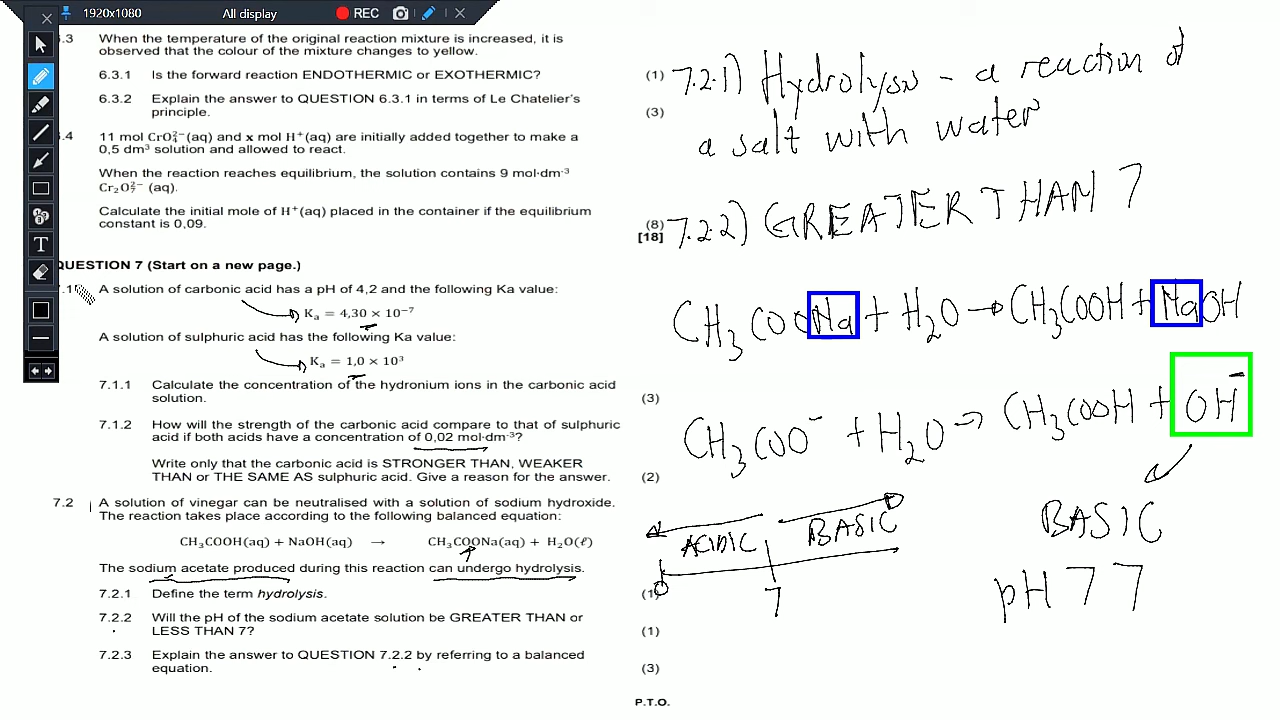 1920x1080 All display REC
.3 When the temperature of the original reaction mixture is increased, it is
observed that the colour of the mixture changes to yellow.
6.3.1 Is the forward reaction ENDOTHERMIC or EXOTHERMIC? (1)
6.3.2 Explain the answer to QUESTION 6.3.1 in terms of Le Chatelier's (3)
principle.
.4 11 mol CrO₄²⁻(aq) and x mol H⁺(aq) are initially added together to make a
0,5 dm³ solution and allowed to react.
When the reaction reaches equilibrium, the solution contains 9 mol·dm⁻³
Cr₂O₇²⁻ (aq).
Calculate the initial mole of H⁺(aq) placed in the container if the equilibrium
constant is 0,09. (8)
[18]
QUESTION 7 (Start on a new page.)
7.1 A solution of carbonic acid has a pH of 4,2 and the following Ka value:
Kₐ = 4,30 × 10⁻⁷
A solution of sulphuric acid has the following Ka value:
Kₐ = 1,0 × 10³
7.1.1 Calculate the concentration of the hydronium ions in the carbonic acid
solution. (3)
7.1.2 How will the strength of the carbonic acid compare to that of sulphuric
acid if both acids have a concentration of 0,02 mol·dm⁻³?
Write only that the carbonic acid is STRONGER THAN, WEAKER
THAN or THE SAME AS sulphuric acid. Give a reason for the answer. (2)
7.2 A solution of vinegar can be neutralised with a solution of sodium hydroxide.
The reaction takes place according to the following balanced equation:
CH₃COOH(aq) + NaOH(aq) → CH₃COONa(aq) + H₂O(ℓ)
The sodium acetate produced during this reaction can undergo hydrolysis.
7.2.1 Define the term hydrolysis. (1)
7.2.2 Will the pH of the sodium acetate solution be GREATER THAN or
LESS THAN 7? (1)
7.2.3 Explain the answer to QUESTION 7.2.2 by referring to a balanced
equation. (3)
P.T.O.
7.2.1) Hydrolysis - a reaction of
a salt with water
7.2.2) GREATER THAN 7
CH₃COONa + H₂O → CH₃COOH + NaOH
CH₃COO⁻ + H₂O → CH₃COOH + OH⁻
ACIDIC BASIC
0 7
BASIC
pH > 7